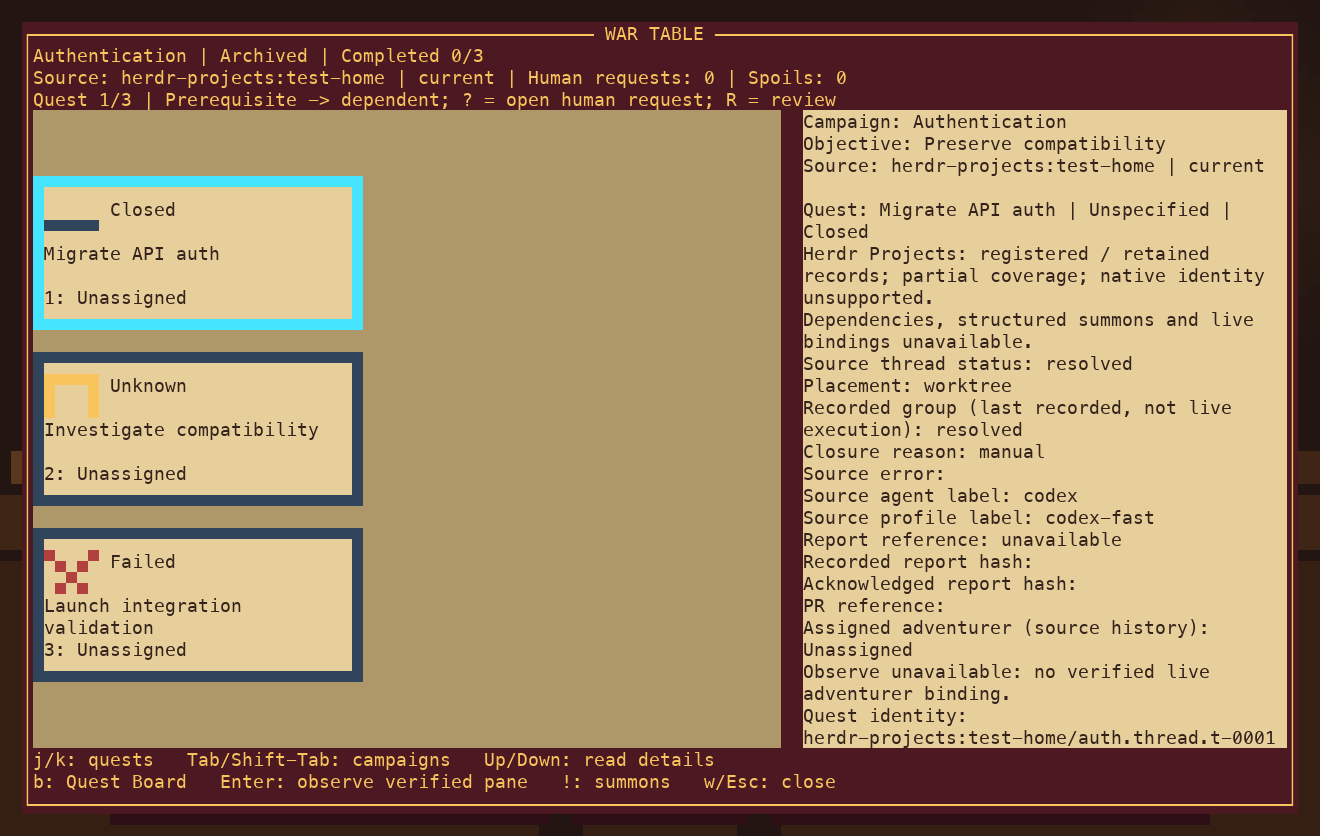 WAR TABLE
Authentication | Archived | Completed 0/3
Source: herdr-projects:test-home | current | Human requests: 0 | Spoils: 0
Quest 1/3 | Prerequisite -> dependent; ? = open human request; R = review
Closed
Migrate API auth
1: Unassigned
Unknown
Investigate compatibility
2: Unassigned
Failed
Launch integration
validation
3: Unassigned
Campaign: Authentication
Objective: Preserve compatibility
Source: herdr-projects:test-home | current
Quest: Migrate API auth | Unspecified |
Closed
Herdr Projects: registered / retained
records; partial coverage; native identity
unsupported.
Dependencies, structured summons and live
bindings unavailable.
Source thread status: resolved
Placement: worktree
Recorded group (last recorded, not live
execution): resolved
Closure reason: manual
Source error:
Source agent label: codex
Source profile label: codex-fast
Report reference: unavailable
Recorded report hash:
Acknowledged report hash:
PR reference:
Assigned adventurer (source history):
Unassigned
Observe unavailable: no verified live
adventurer binding.
Quest identity:
herdr-projects:test-home/auth.thread.t-0001
j/k: quests   Tab/Shift-Tab: campaigns   Up/Down: read details
b: Quest Board   Enter: observe verified pane   !: summons   w/Esc: close